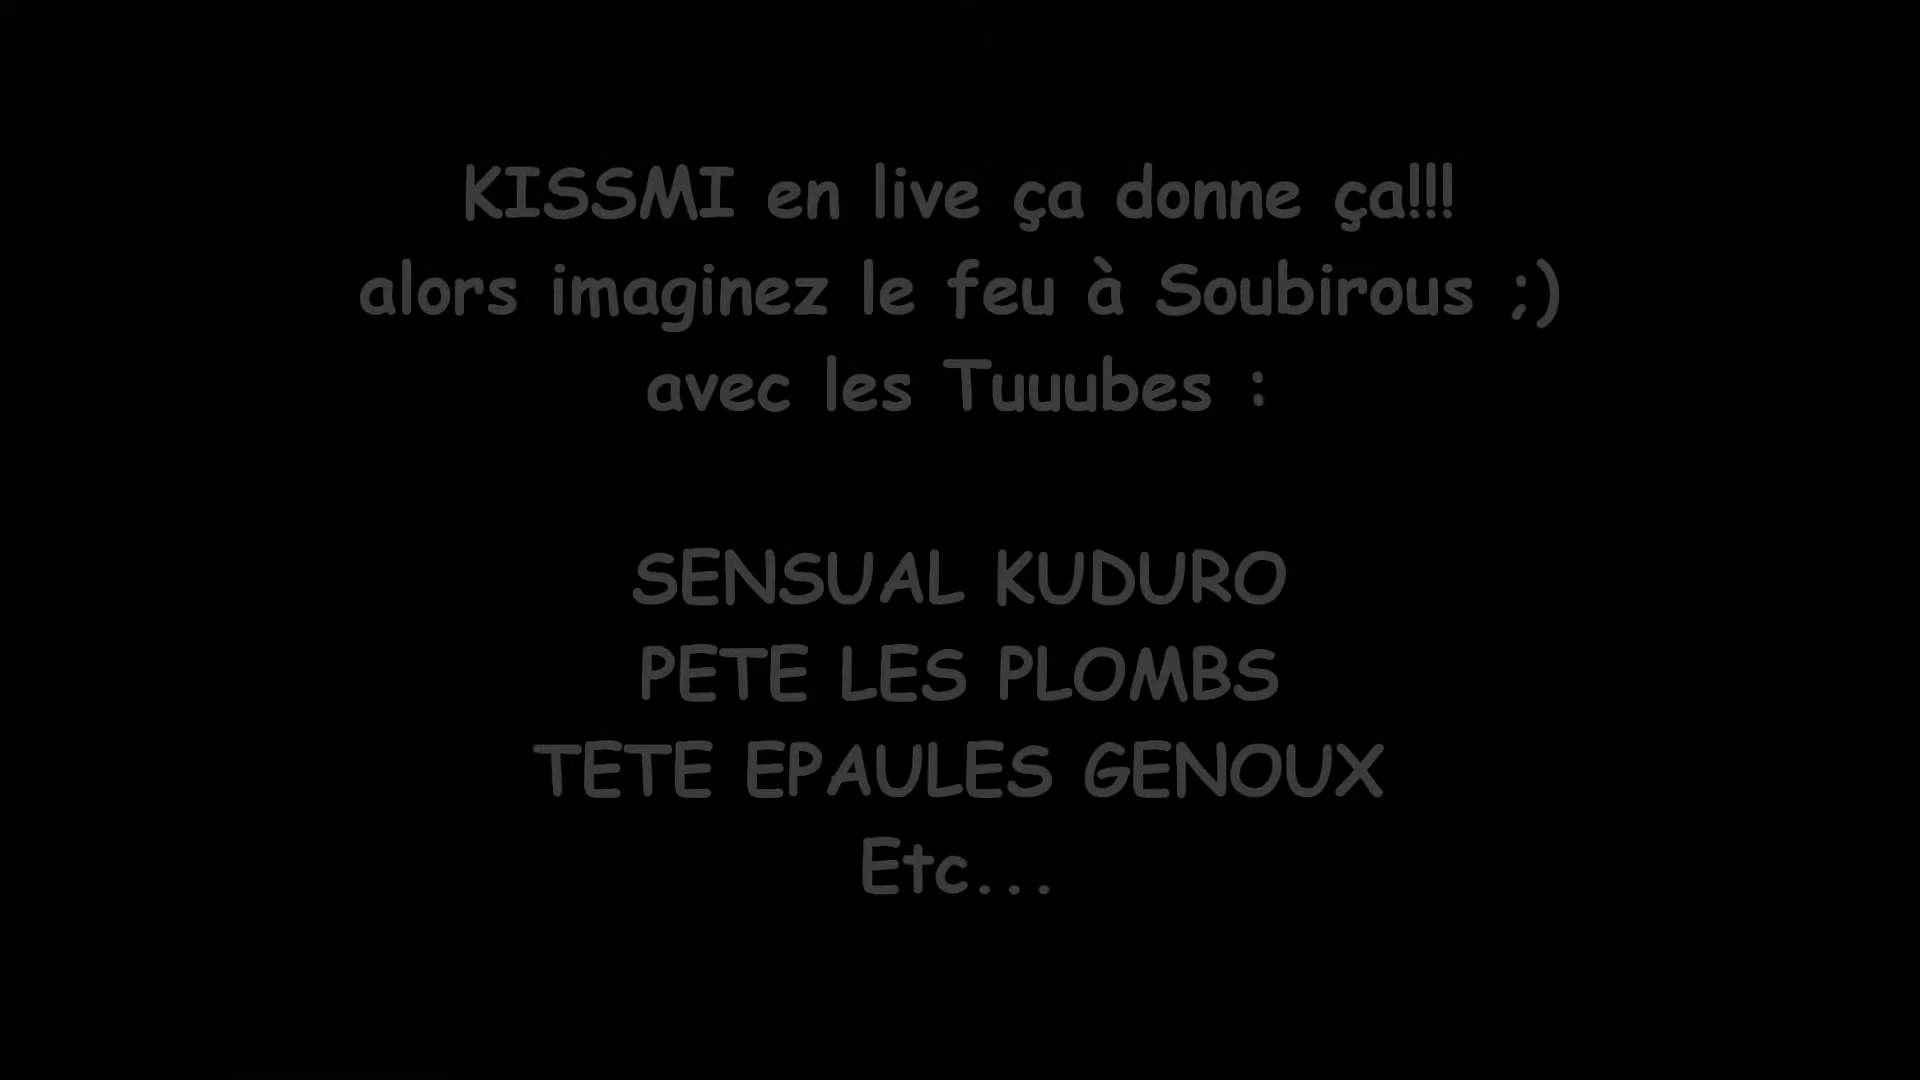 KISSMI en live ça donne ça!!!
alors imaginez le feu à Soubirous ;)
avec les Tuuubes :
SENSUAL KUDURO
PETE LES PLOMBS
TETE EPAULES GENOUX
Etc...